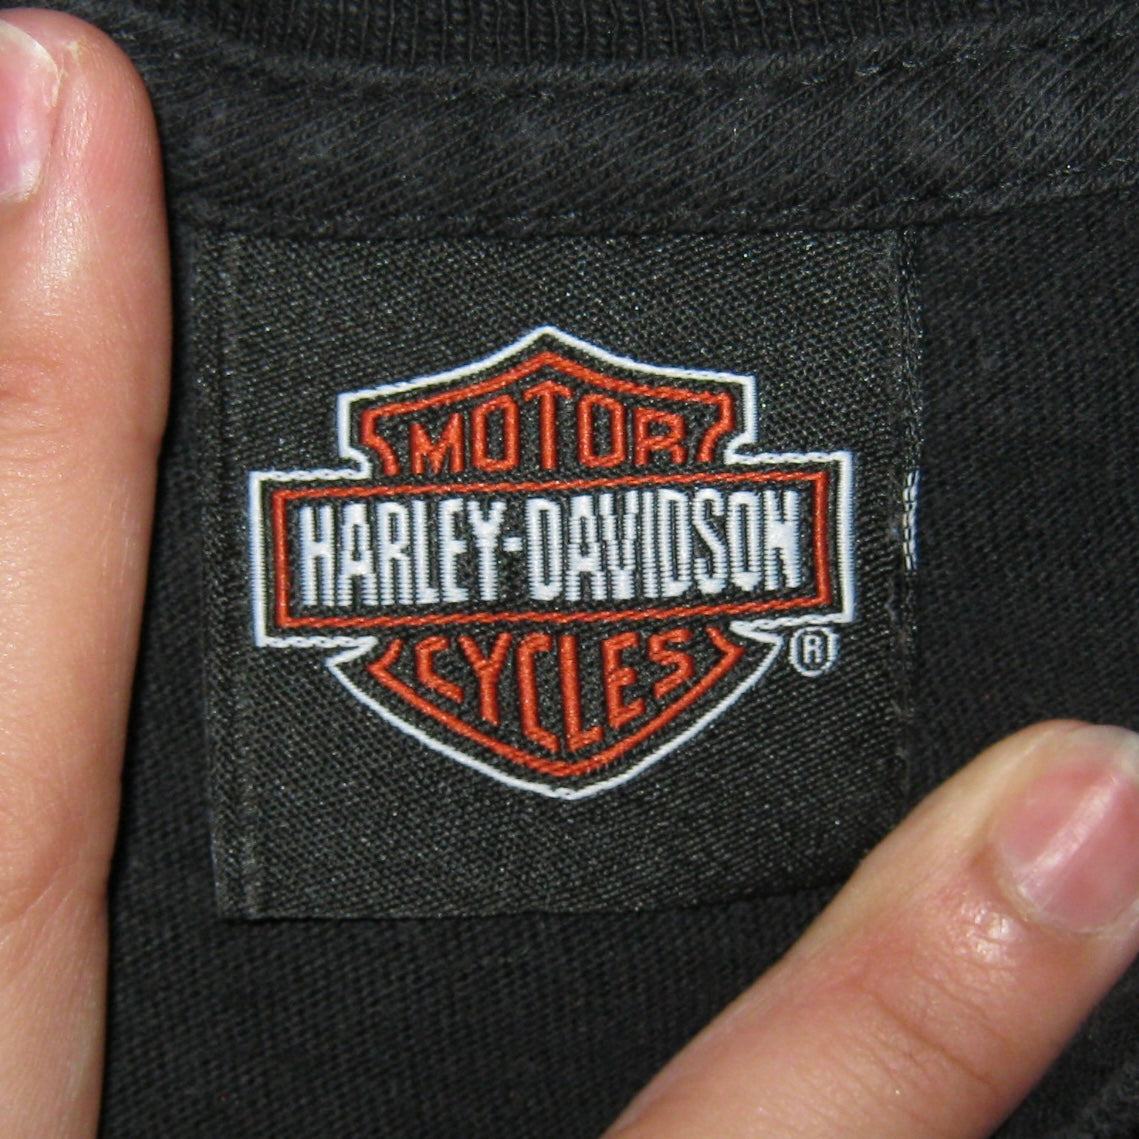 MOTOR
HARLEY-DAVIDSON
CYCLES
®